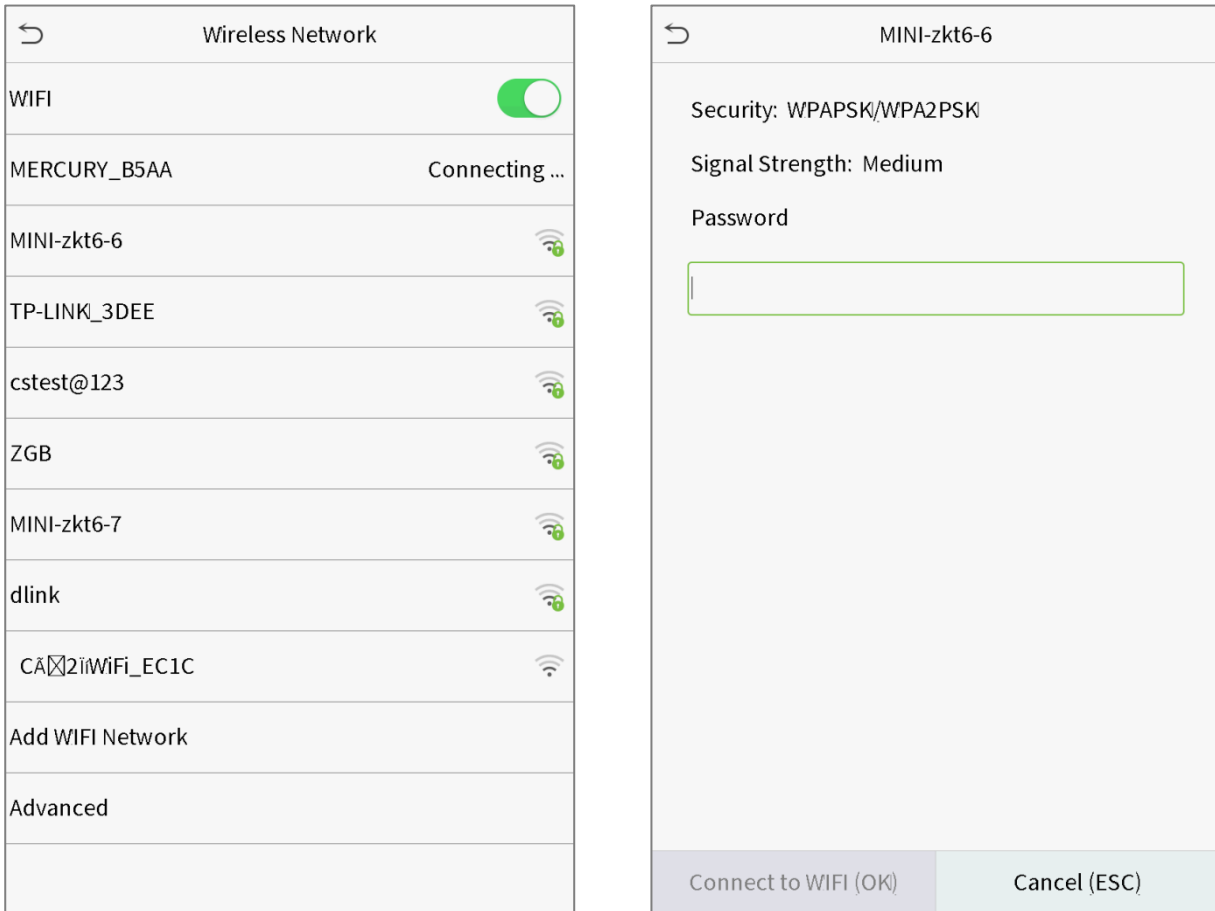 Wireless Network
WIFI
MERCURY_B5AA Connecting ...
MINI-zkt6-6
TP-LINK_3DEE
cstest@123
ZGB
MINI-zkt6-7
dlink
WiFi_EC1C
Add WIFI Network
Advanced
MINI-zkt6-6
Security: WPAPSK/WPA2PSK
Signal Strength: Medium
Password
Connect to WIFI (OK) Cancel (ESC)